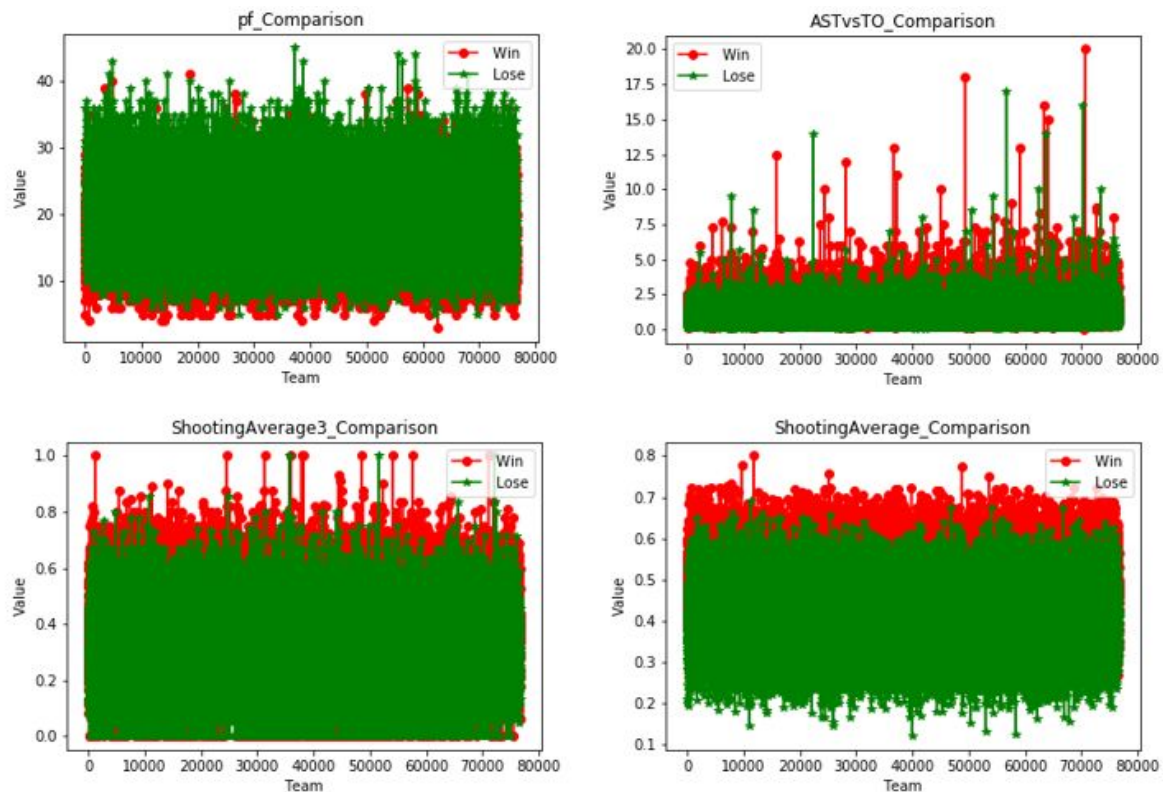 pf_Comparison
Win
Lose
40
30
20
10
Value
0 10000 20000 30000 40000 50000 60000 70000 80000
Team
ASTvsTO_Comparison
Win
Lose
20.0
17.5
15.0
12.5
10.0
7.5
5.0
2.5
0.0
Value
0 10000 20000 30000 40000 50000 60000 70000 80000
Team
ShootingAverage3_Comparison
Win
Lose
1.0
0.8
0.6
0.4
0.2
0.0
Value
0 10000 20000 30000 40000 50000 60000 70000 80000
Team
ShootingAverage_Comparison
Win
Lose
0.8
0.7
0.6
0.5
0.4
0.3
0.2
0.1
Value
0 10000 20000 30000 40000 50000 60000 70000 80000
Team